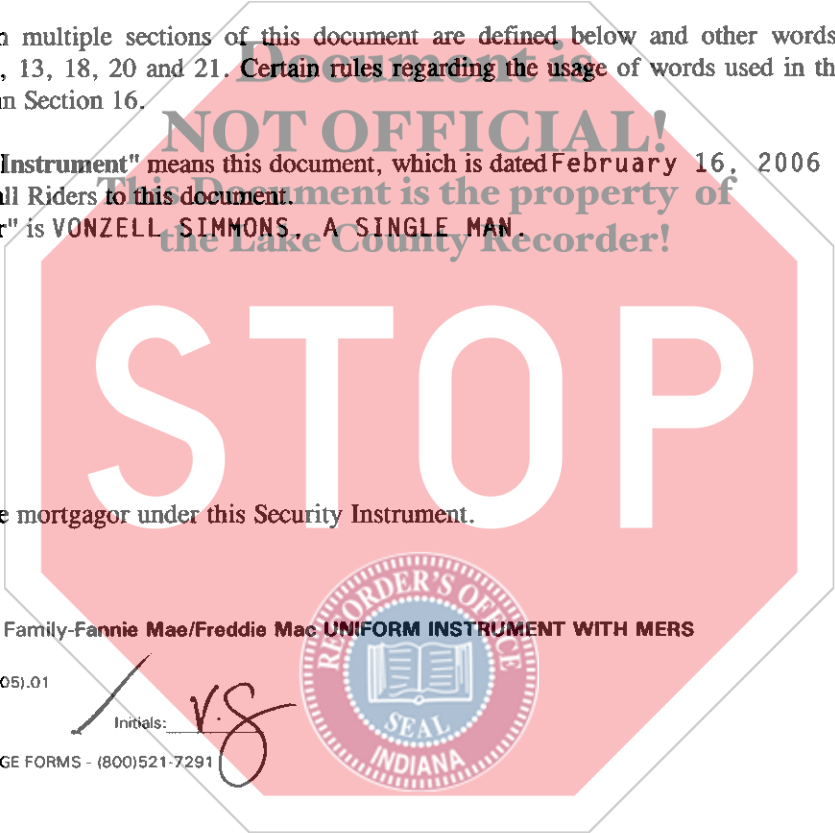 n multiple sections of this document are defined below and other words
, 13, 18, 20 and 21. Certain rules regarding the usage of words used in th
n Section 16.
Document is
NOT OFFICIAL!
This Document is the property of
the Lake County Recorder!
Instrument" means this document, which is dated February 16, 2006
ll Riders to this document.
r" is VONZELL SIMMONS, A SINGLE MAN.
STOP
e mortgagor under this Security Instrument.
RECORDER'S OFFICE
SEAL
INDIANA
Family-Fannie Mae/Freddie Mac UNIFORM INSTRUMENT WITH MERS
05).01
Initials: V.S
GE FORMS - (800)521-7291